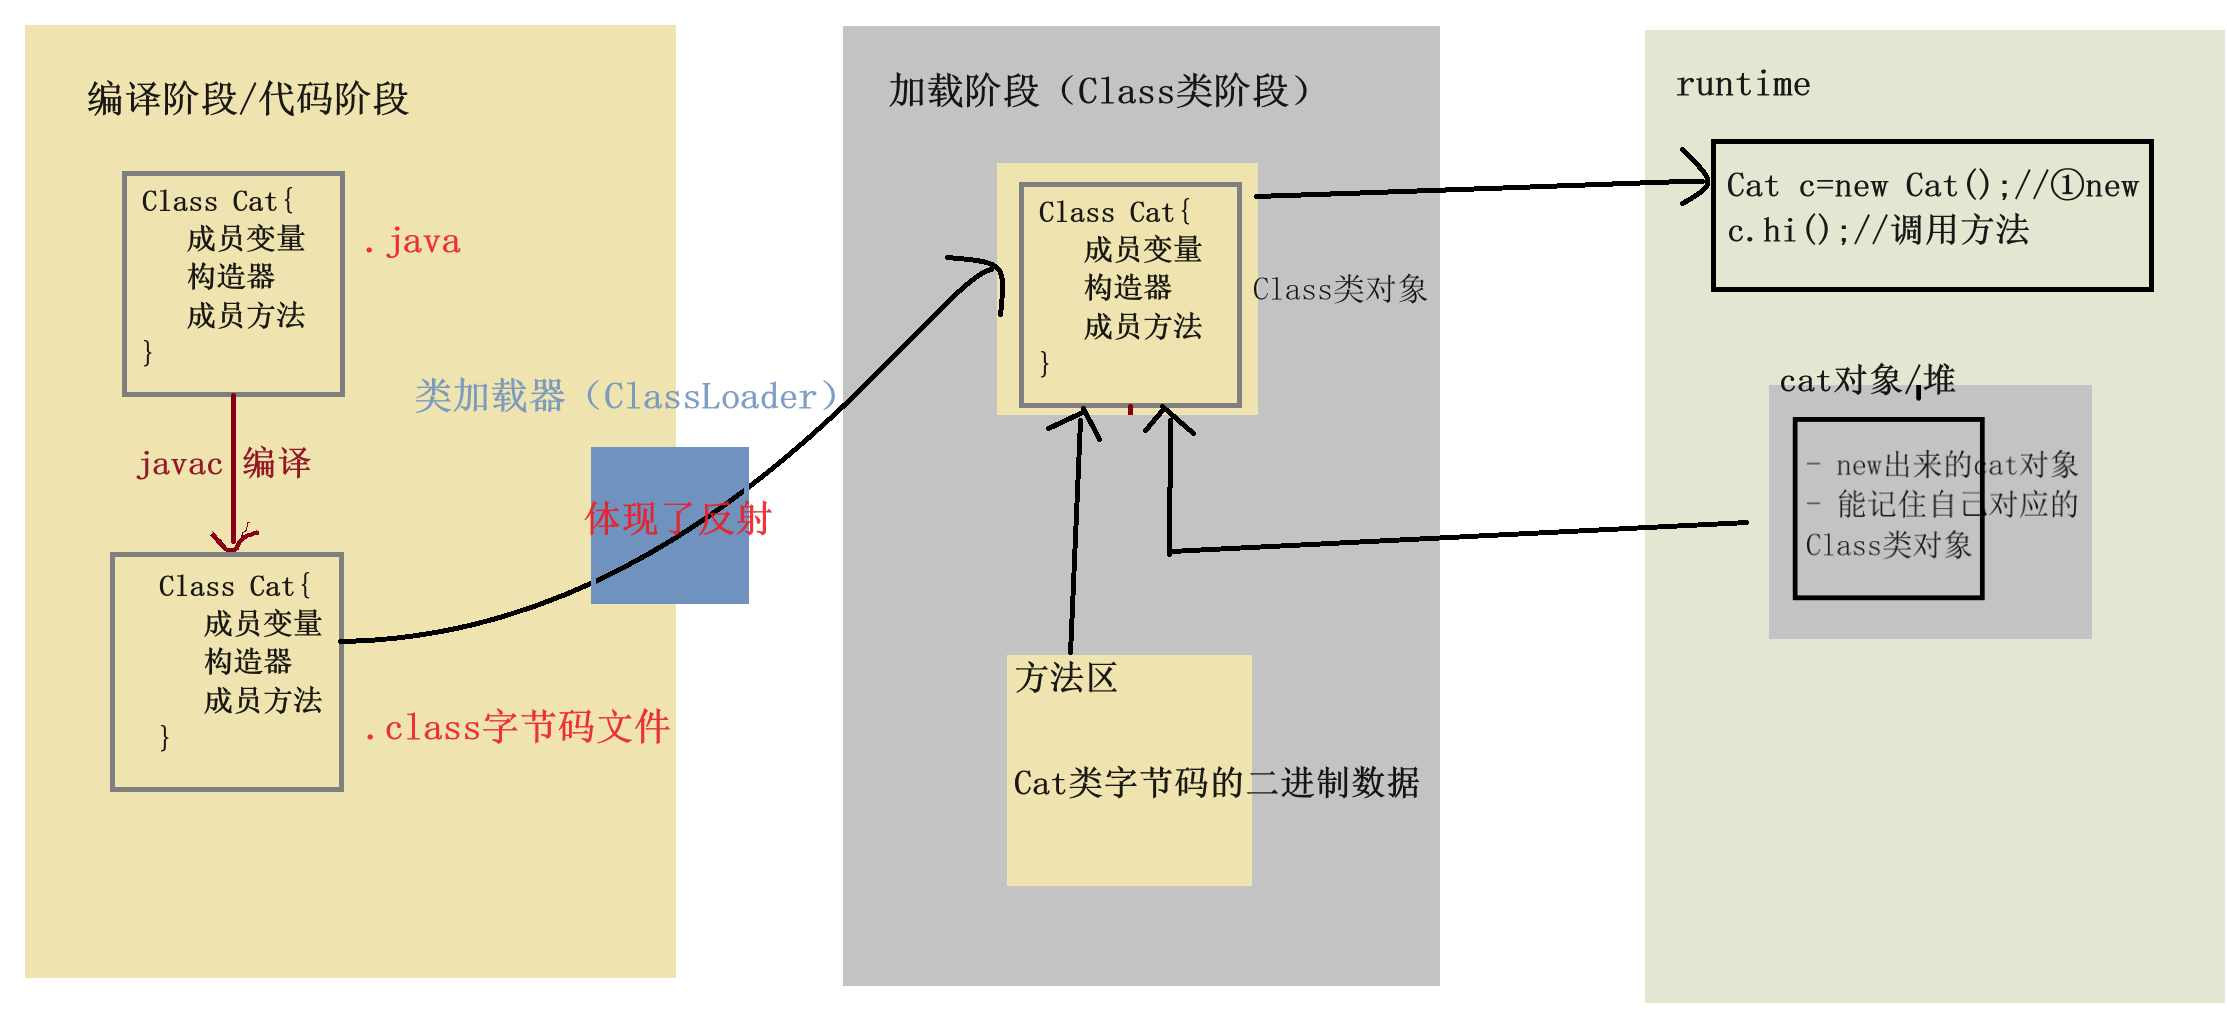 编译阶段/代码阶段
Class Cat{
成员变量
构造器
成员方法
}
.java
javac 编译
Class Cat{
成员变量
构造器
成员方法
}
.class字节码文件
类加载器（ClassLoader）
体现了反射
加载阶段（Class类阶段）
Class Cat{
成员变量
构造器
成员方法
}
Class类对象
方法区
Cat类字节码的二进制数据
runtime
Cat c=new Cat();//①new
c.hi();//调用方法
cat对象/堆
- new出来的cat对象
- 能记住自己对应的
Class类对象